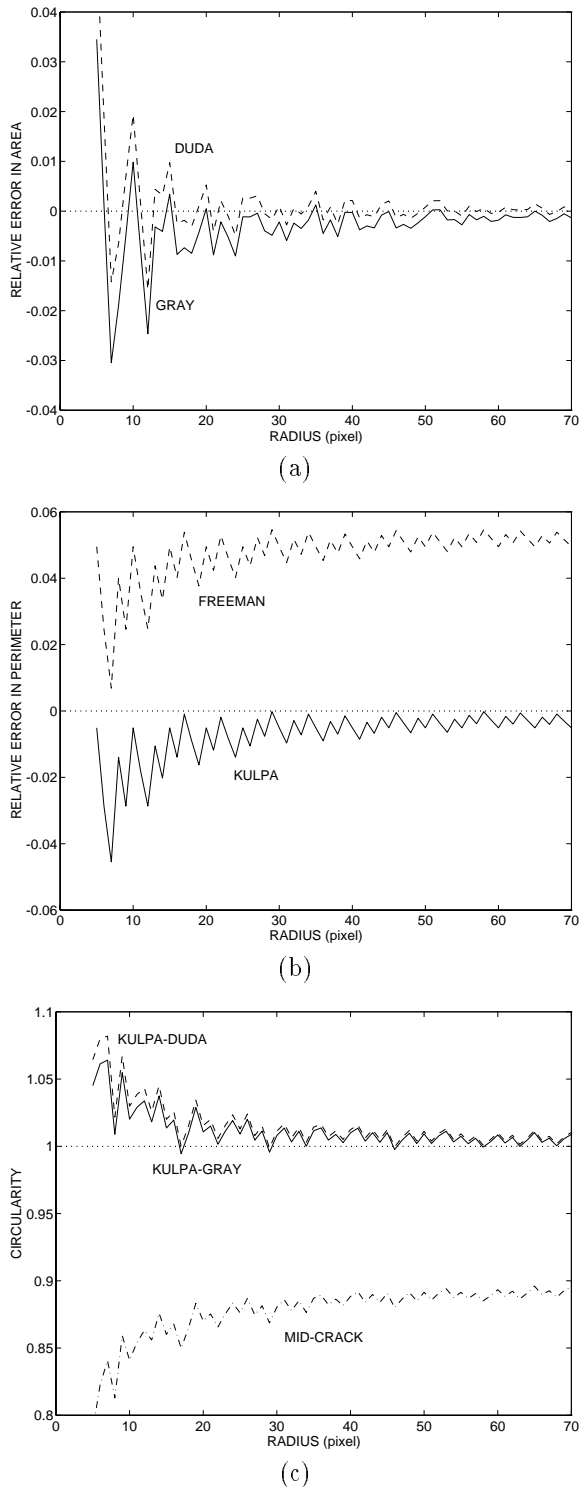 0.04
0.03
0.02
0.01
0
-0.01
-0.02
-0.03
-0.04
RELATIVE ERROR IN AREA
DUDA
GRAY
0 10 20 30 40 50 60 70
RADIUS (pixel)
(a)
0.06
0.04
0.02
0
-0.02
-0.04
-0.06
RELATIVE ERROR IN PERIMETER
FREEMAN
KULPA
0 10 20 30 40 50 60 70
RADIUS (pixel)
(b)
1.1
1.05
1
0.95
0.9
0.85
0.8
CIRCULARITY
KULPA-DUDA
KULPA-GRAY
MID-CRACK
0 10 20 30 40 50 60 70
RADIUS (pixel)
(c)